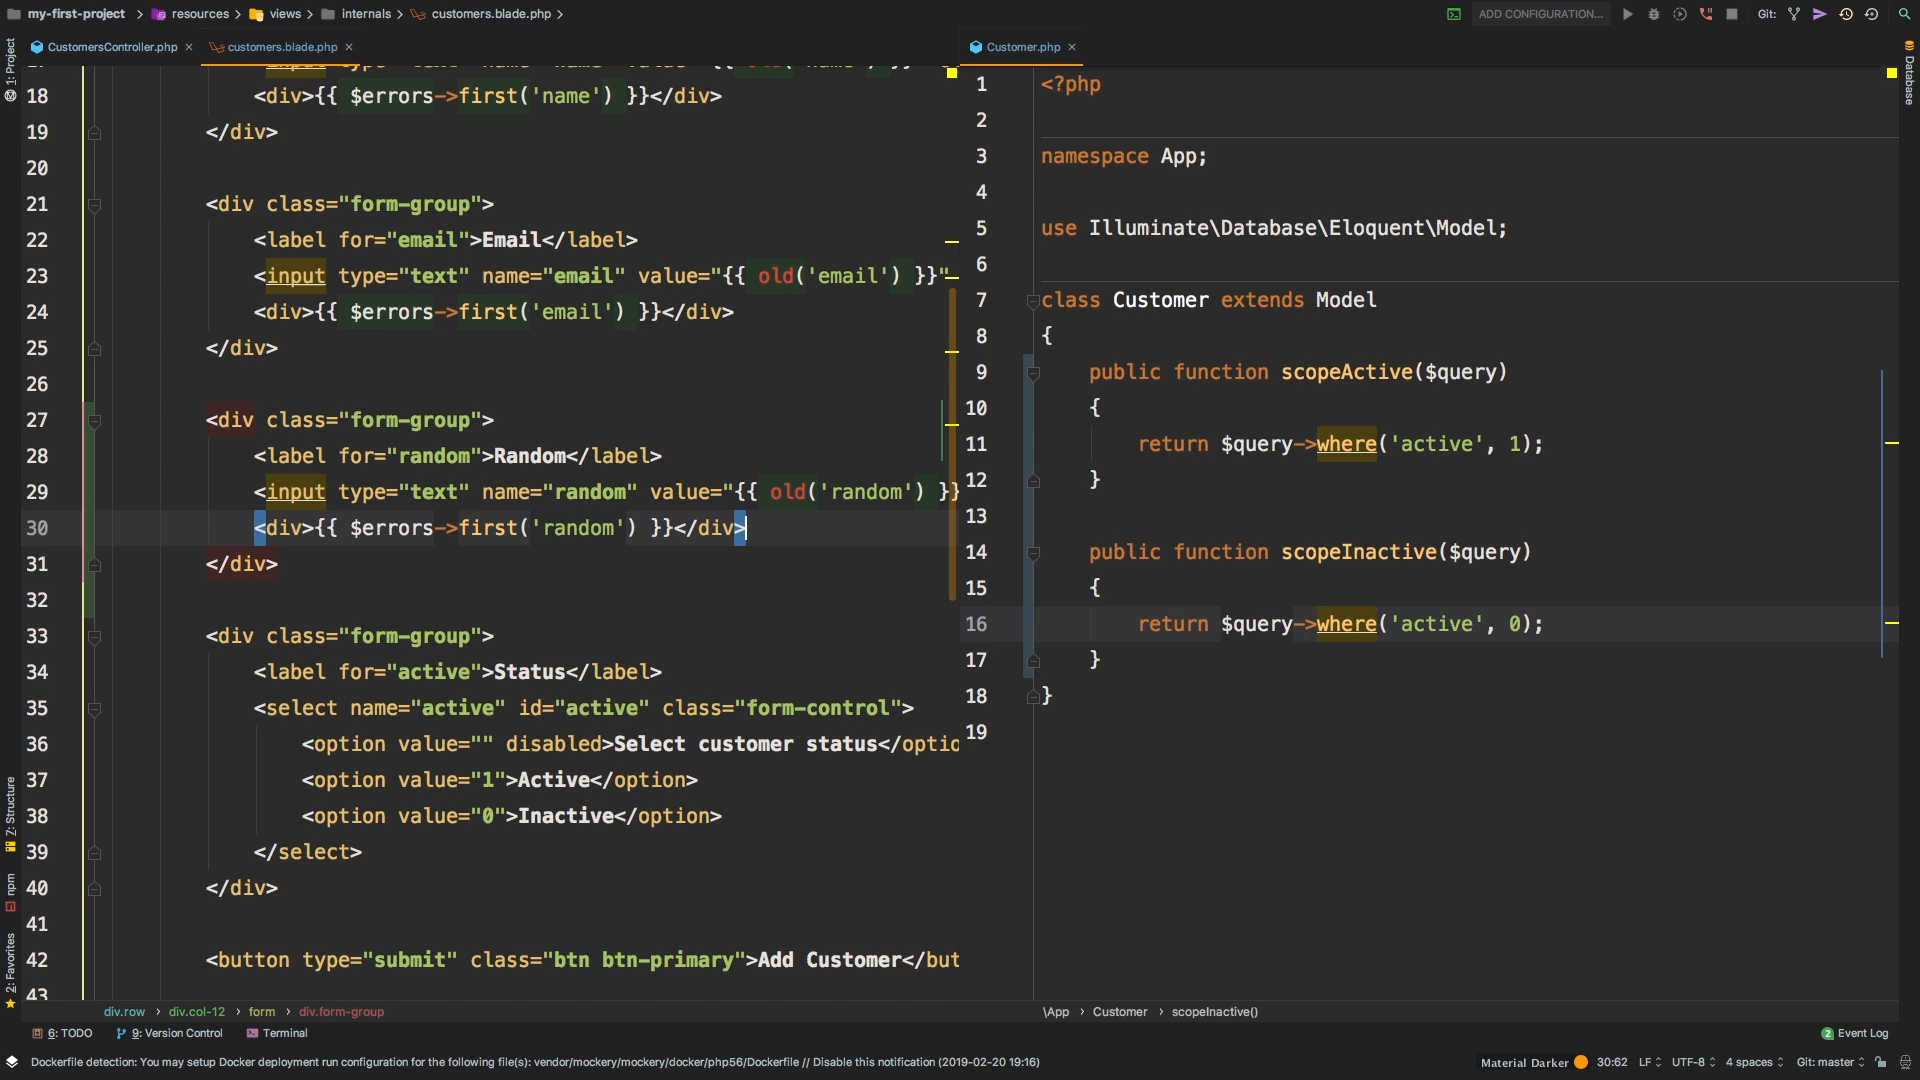 my-first-project > resources > views > internals > customers.blade.php >
ADD CONFIGURATION...
Git:
CustomersController.php
customers.blade.php
Customer.php
1: Project
Database
18 <div>{{ $errors->first('name') }}</div>
19 </div>
20
21 <div class="form-group">
22 <label for="email">Email</label>
23 <input type="text" name="email" value="{{ old('email') }}"
24 <div>{{ $errors->first('email') }}</div>
25 </div>
26
27 <div class="form-group">
28 <label for="random">Random</label>
29 <input type="text" name="random" value="{{ old('random') }}
30 <div>{{ $errors->first('random') }}</div>
31 </div>
32
33 <div class="form-group">
34 <label for="active">Status</label>
35 <select name="active" id="active" class="form-control">
36 <option value="" disabled>Select customer status</optio
37 <option value="1">Active</option>
38 <option value="0">Inactive</option>
39 </select>
40 </div>
41
42 <button type="submit" class="btn btn-primary">Add Customer</but
43
1 <?php
2
3 namespace App;
4
5 use Illuminate\Database\Eloquent\Model;
6
7 class Customer extends Model
8 {
9 public function scopeActive($query)
10 {
11 return $query->where('active', 1);
12 }
13
14 public function scopeInactive($query)
15 {
16 return $query->where('active', 0);
17 }
18 }
19
Z: Structure
npm
2: Favorites
div.row > div.col-12 > form > div.form-group
\App > Customer > scopeInactive()
6: TODO
9: Version Control
Terminal
2 Event Log
Dockerfile detection: You may setup Docker deployment run configuration for the following file(s): vendor/mockery/mockery/docker/php56/Dockerfile // Disable this notification (2019-02-20 19:16)
Material Darker
30:62
LF
UTF-8
4 spaces
Git: master